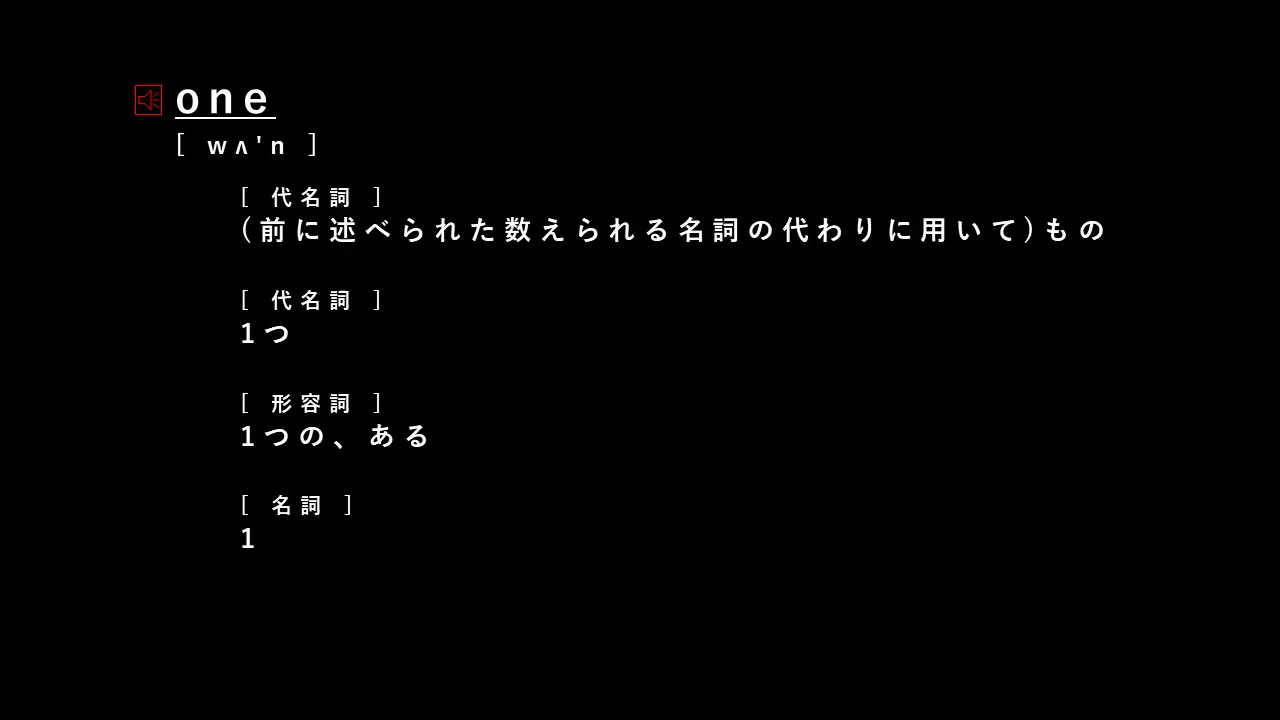 one
[ wʌ'n ]
[ 代名詞 ]
(前に述べられた数えられる名詞の代わりに用いて)もの
[ 代名詞 ]
1つ
[ 形容詞 ]
1つの、ある
[ 名詞 ]
1